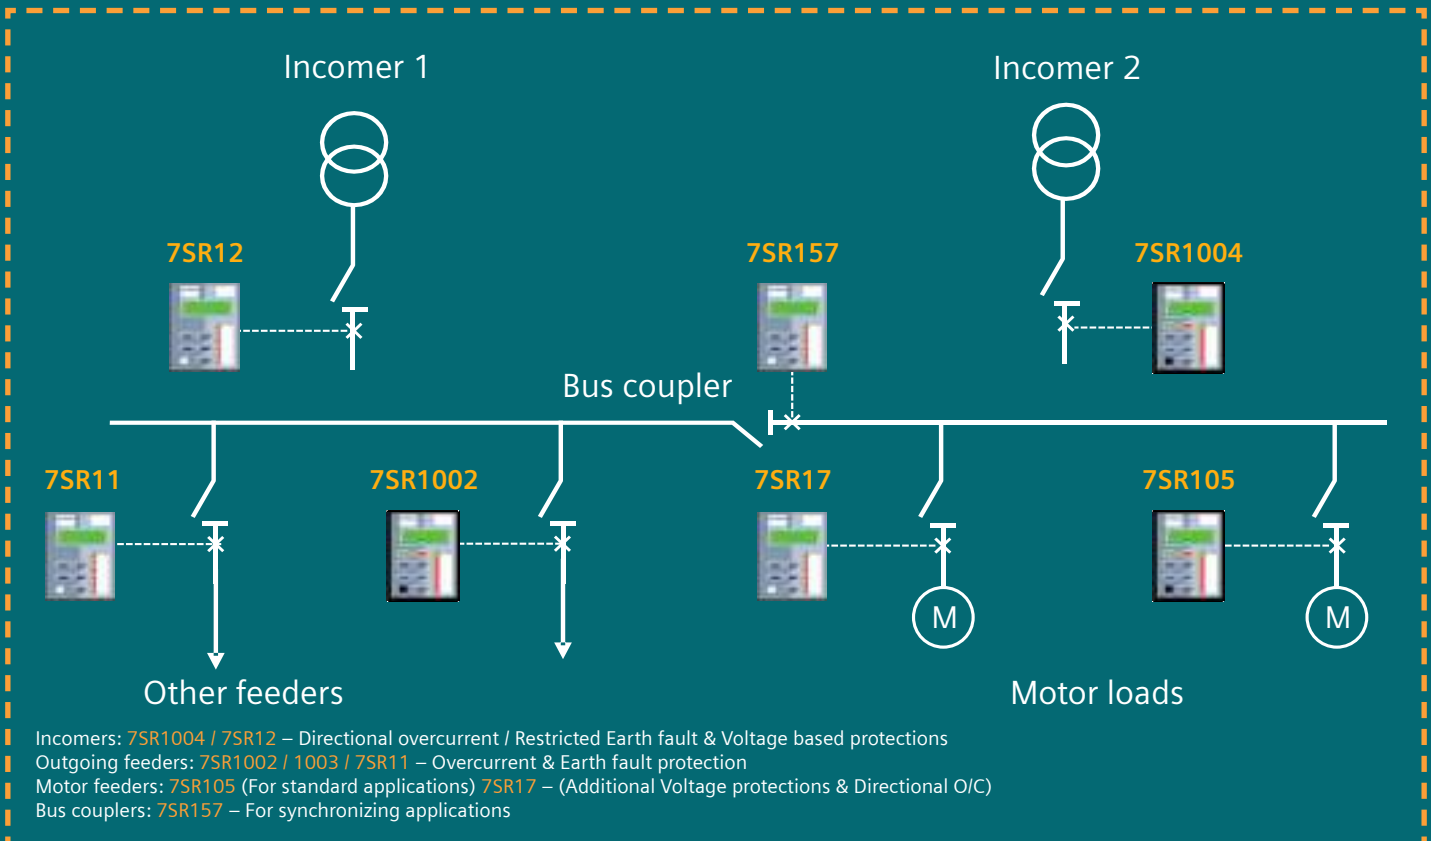 Incomer 1
Incomer 2
7SR12
7SR157
7SR1004
Bus coupler
7SR11
7SR1002
7SR17
7SR105
M
M
Other feeders
Motor loads
Incomers: 7SR1004 / 7SR12 – Directional overcurrent / Restricted Earth fault & Voltage based protections
Outgoing feeders: 7SR1002 / 1003 / 7SR11 – Overcurrent & Earth fault protection
Motor feeders: 7SR105 (For standard applications) 7SR17 – (Additional Voltage protections & Directional O/C)
Bus couplers: 7SR157 – For synchronizing applications